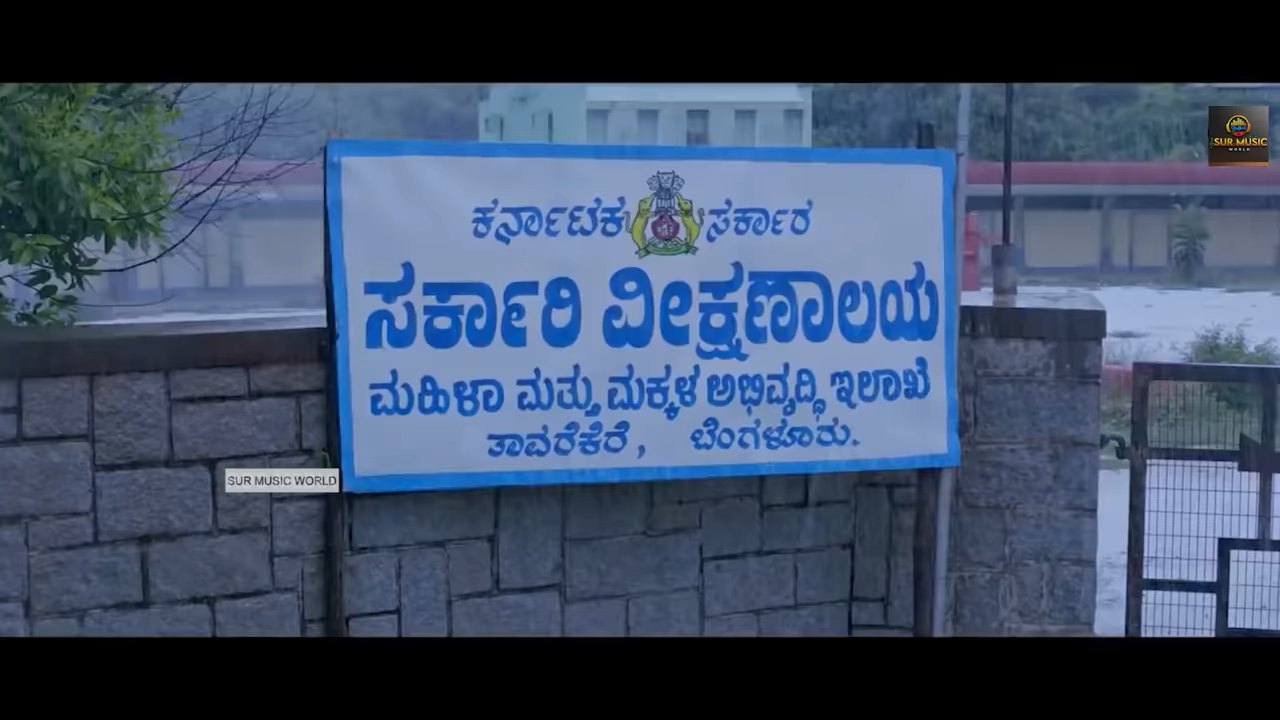 ಕರ್ನಾಟಕ ಸರ್ಕಾರ
ಸರ್ಕಾರಿ ವೀಕ್ಷಣಾಲಯ
ಮಹಿಳಾ ಮತ್ತು ಮಕ್ಕಳ ಅಭಿವೃದ್ಧಿ ಇಲಾಖೆ
ತಾವರೆಕೆರೆ, ಬೆಂಗಳೂರು.
SUR MUSIC WORLD
SUR MUSIC
WORLD